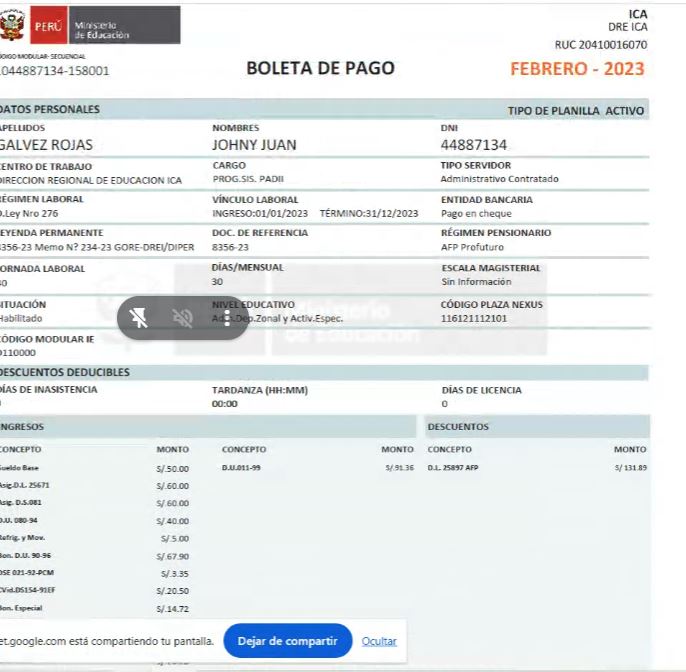 PERÚ Ministerio de Educación
ICA
DRE ICA
RUC 20410016070
CÓDIGO MODULAR- SECUENCIAL
1044887134-158001
BOLETA DE PAGO
FEBRERO - 2023
DATOS PERSONALES TIPO DE PLANILLA ACTIVO
APELLIDOS NOMBRES DNI
GALVEZ ROJAS JOHNY JUAN 44887134
CENTRO DE TRABAJO CARGO TIPO SERVIDOR
DIRECCION REGIONAL DE EDUCACION ICA PROG.SIS. PADII Administrativo Contratado
RÉGIMEN LABORAL VÍNCULO LABORAL ENTIDAD BANCARIA
D.Ley Nro 276 INGRESO:01/01/2023 TÉRMINO:31/12/2023 Pago en cheque
LEYENDA PERMANENTE DOC. DE REFERENCIA RÉGIMEN PENSIONARIO
8356-23 Memo N? 234-23 GORE-DREI/DIPER 8356-23 AFP Profuturo
JORNADA LABORAL DÍAS/MENSUAL ESCALA MAGISTERIAL
30 Sin Información
SITUACIÓN NIVEL EDUCATIVO CÓDIGO PLAZA NEXUS
Habilitado Dep.Zonal y Activ.Espec. 116121112101
CÓDIGO MODULAR IE
0110000
DESCUENTOS DEDUCIBLES
DÍAS DE INASISTENCIA TARDANZA (HH:MM) DÍAS DE LICENCIA
00:00 0
INGRESOS DESCUENTOS
CONCEPTO MONTO CONCEPTO MONTO CONCEPTO MONTO
Sueldo Base S/.50.00 D.U.011-99 S/.91.36 D.L. 25897 AFP S/ 131.89
Asig.D.L. 25671 S/.60.00
Asig. D.S.081 S/.60.00
D.U. 080-94 S/.40.00
Refrig. y Mov. S/ 5.00
Bon. D.U. 90-96 S/.67.90
DSE 021-92-PCM S/.3.35
CVid.DS154-91EF S/.20.50
Bon. Especial S/.14.72
et.google.com está compartiendo tu pantalla. Dejar de compartir Ocultar